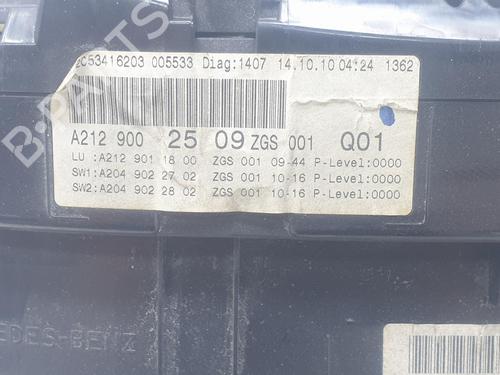 2C53416203 005533 Diag:1407 14.10.10 04:24 1362
A212 900 25 09 ZGS 001 Q01
LU :A212 901 18 00 ZGS 001 09-44 P-Level:0000
SW1:A204 902 27 02 ZGS 001 10-16 P-Level:0000
SW2:A204 902 28 02 ZGS 001 10-16 P-Level:0000
B-PARTS
EDES-BENZ